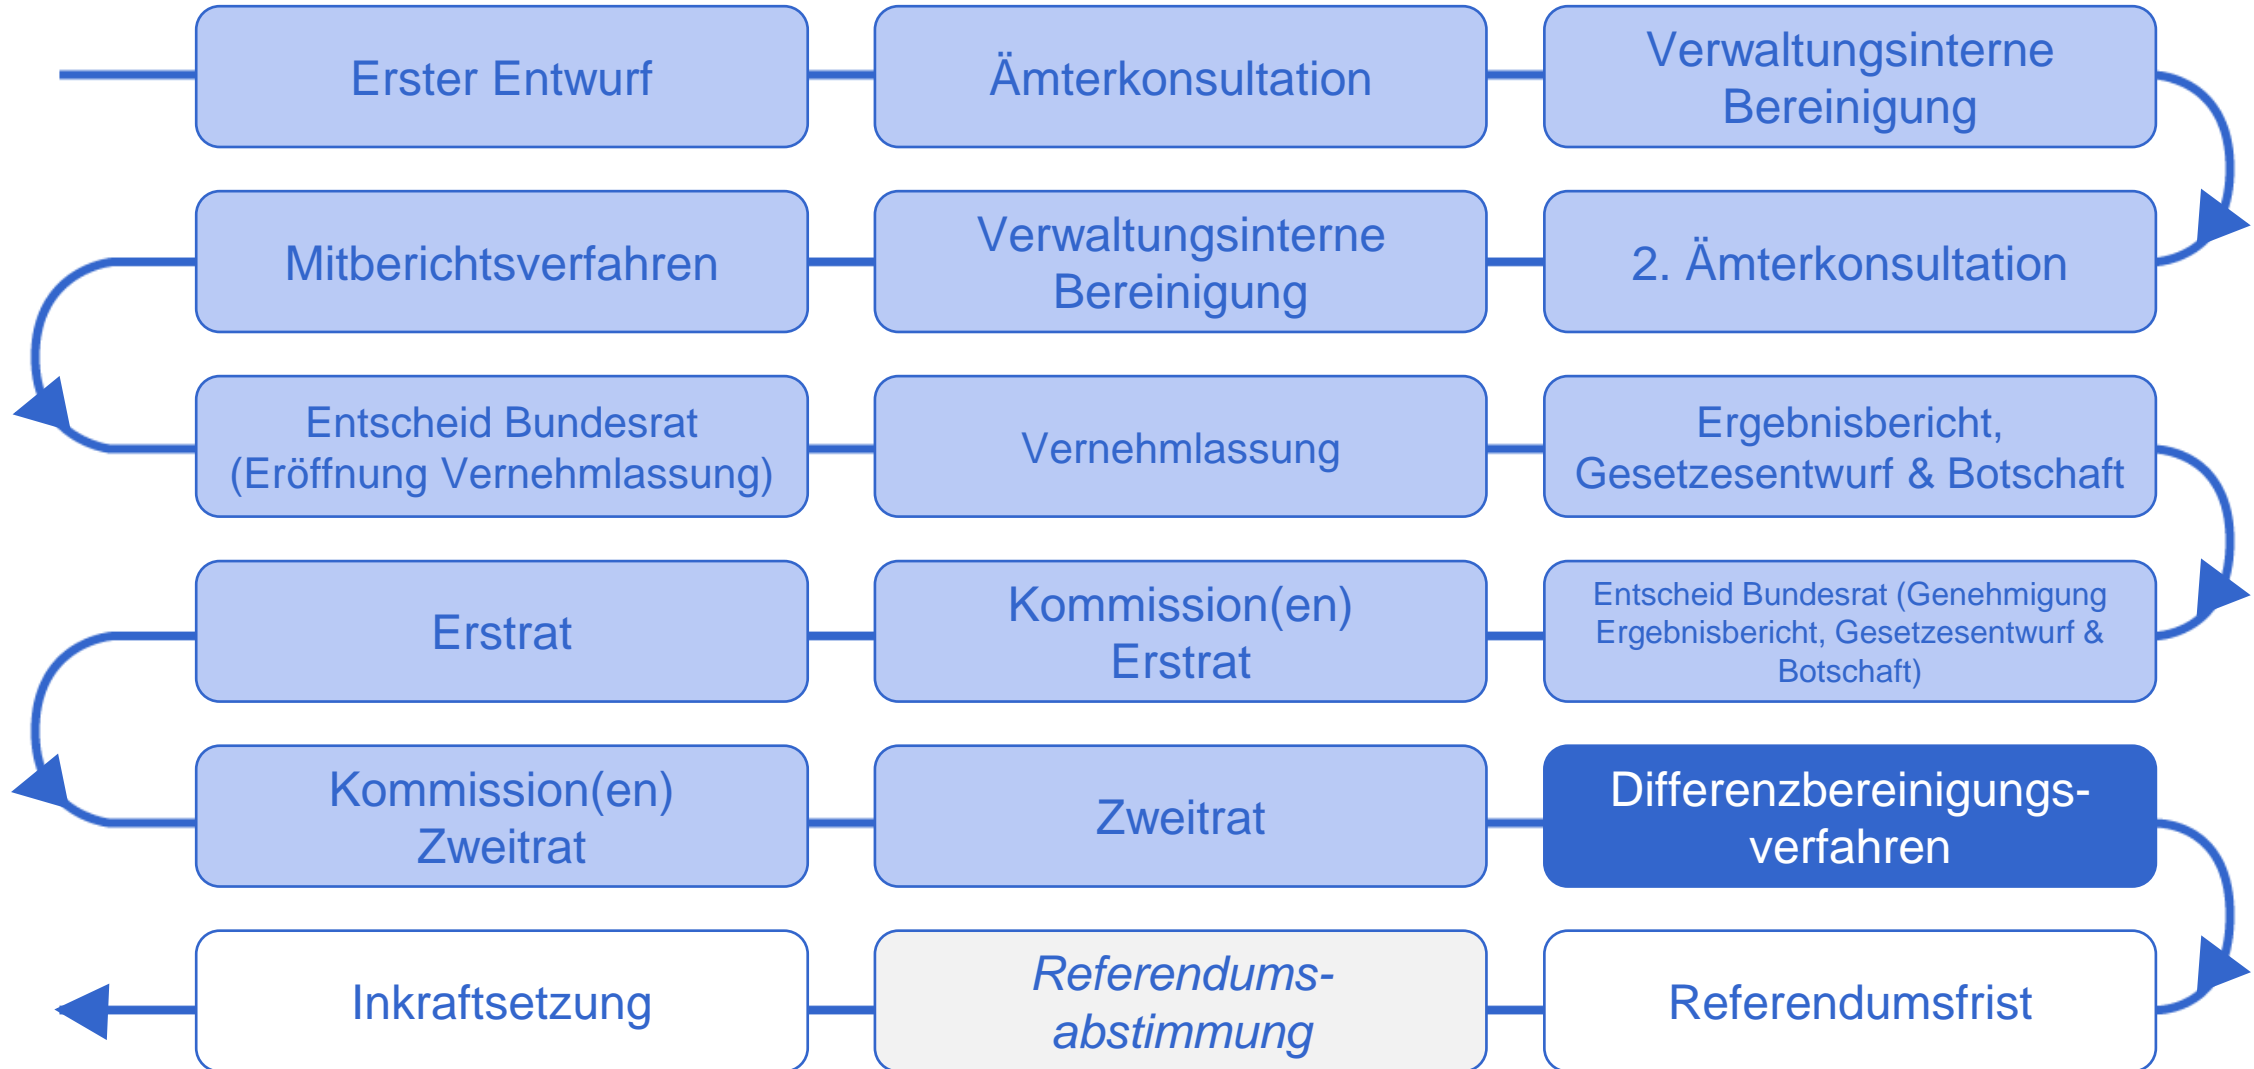 Erster Entwurf
Ämterkonsultation
Verwaltungsinterne
Bereinigung
Mitberichtsverfahren
Verwaltungsinterne
Bereinigung
2. Ämterkonsultation
Entscheid Bundesrat
(Eröffnung Vernehmlassung)
Vernehmlassung
Ergebnisbericht,
Gesetzesentwurf & Botschaft
Erstrat
Kommission(en)
Erstrat
Entscheid Bundesrat (Genehmigung
Ergebnisbericht, Gesetzesentwurf &
Botschaft)
Kommission(en)
Zweitrat
Zweitrat
Differenzbereinigungs-
verfahren
Inkraftsetzung
Referendums-
abstimmung
Referendumsfrist